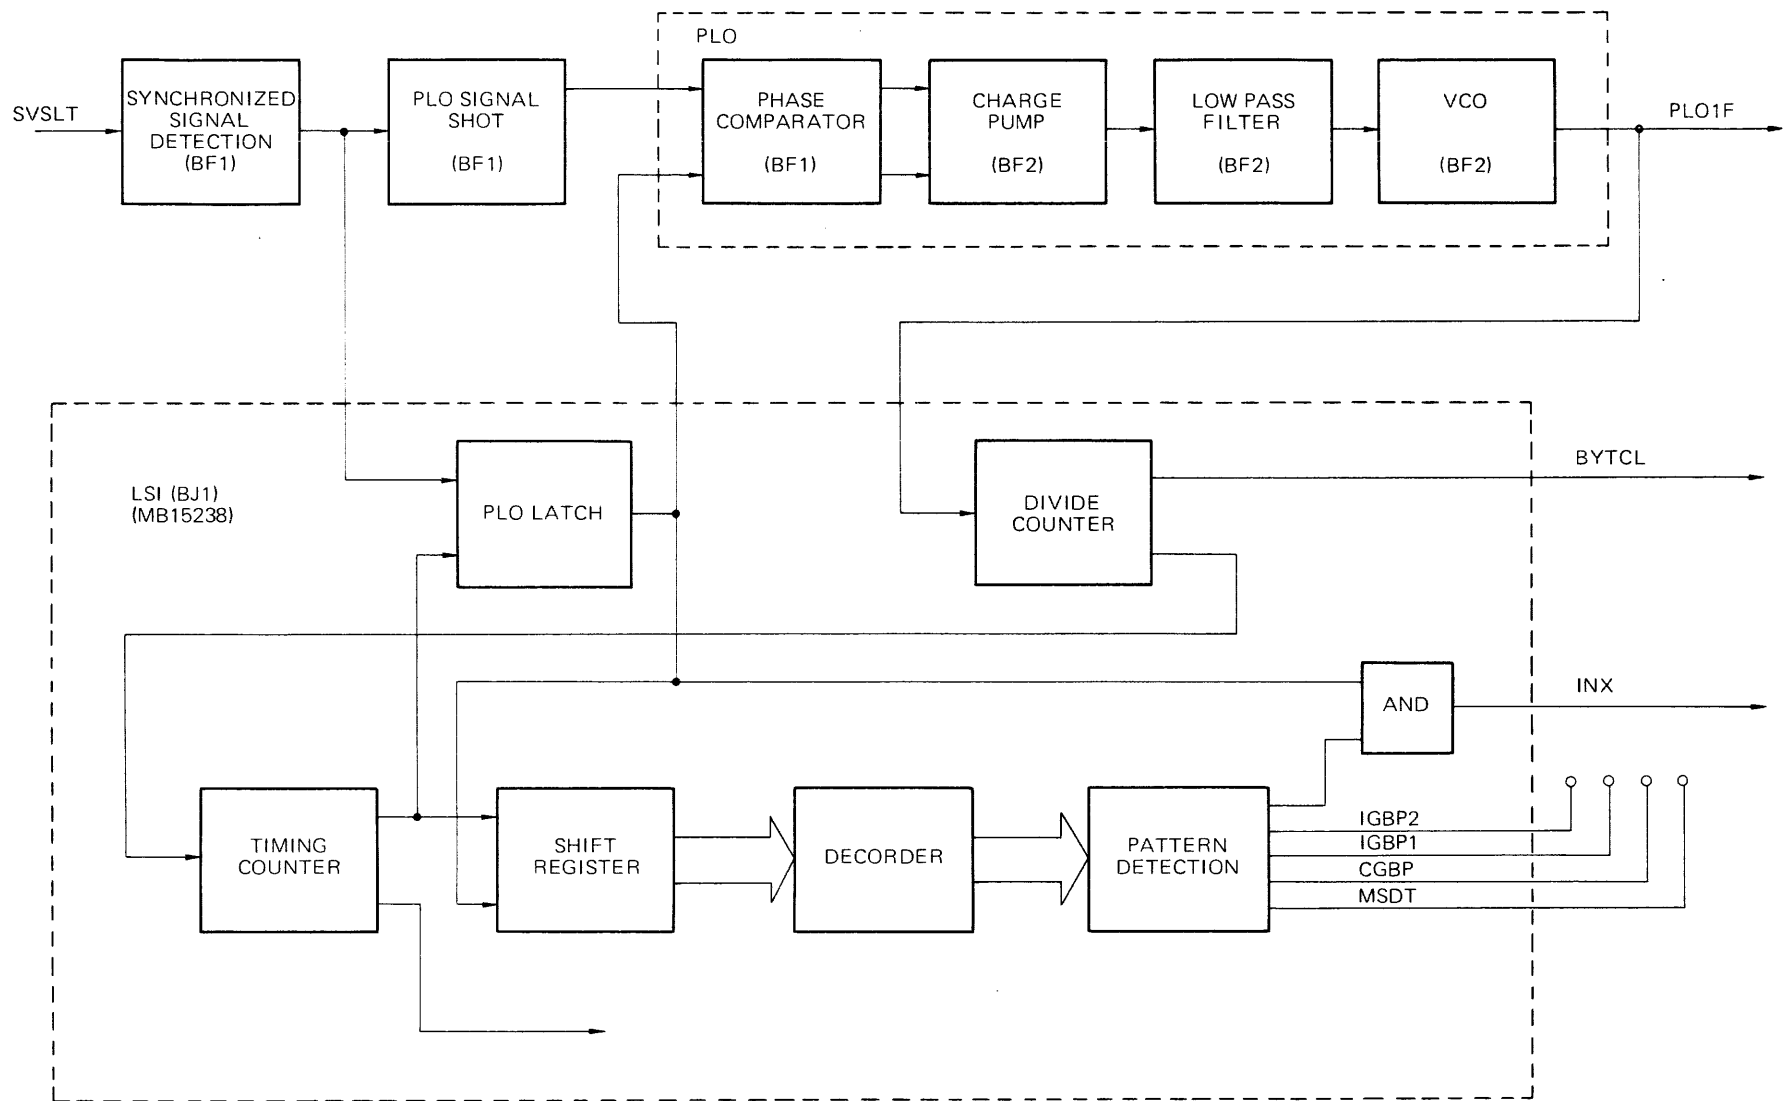 PLO
SVSLT
SYNCHRONIZED
SIGNAL
DETECTION
(BF1)
PLO SIGNAL
SHOT
(BF1)
PHASE
COMPARATOR
(BF1)
CHARGE
PUMP
(BF2)
LOW PASS
FILTER
(BF2)
VCO
(BF2)
PLO1F
LSI (BJ1)
(MB15238)
PLO LATCH
DIVIDE
COUNTER
BYTCL
AND
INX
TIMING
COUNTER
SHIFT
REGISTER
DECORDER
PATTERN
DETECTION
IGBP2
IGBP1
CGBP
MSDT